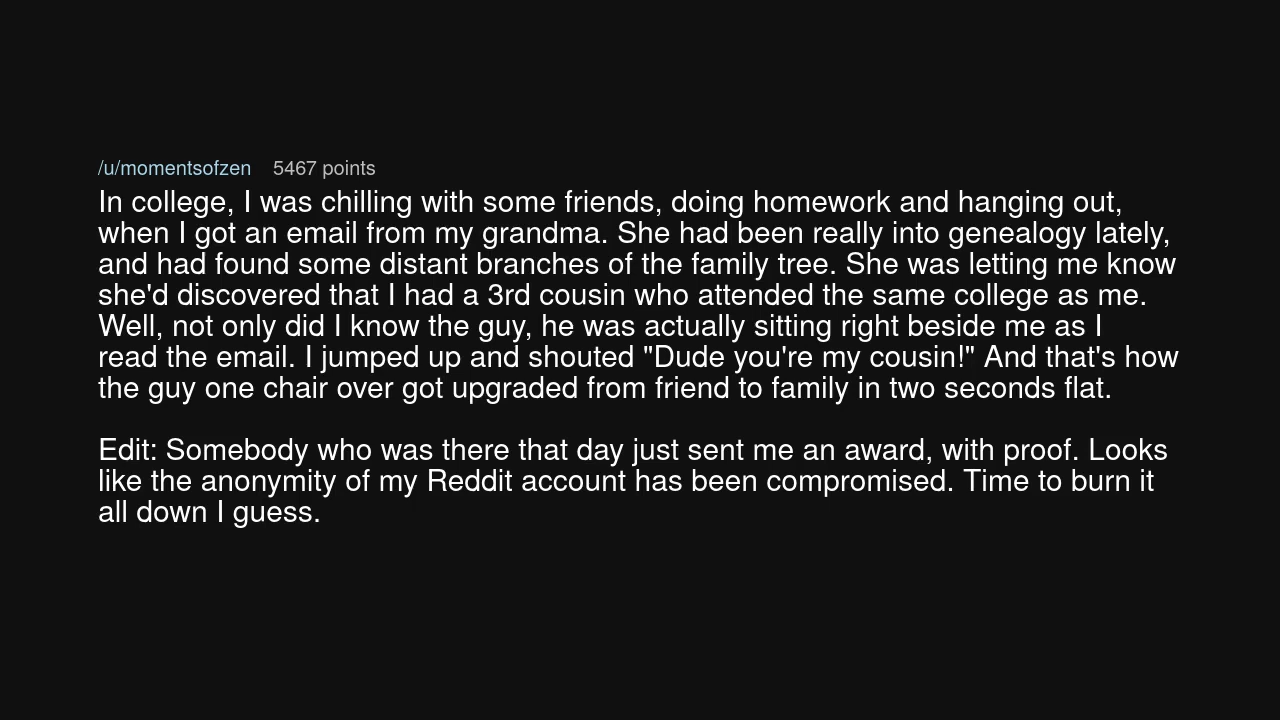 /u/momentsofzen 5467 points
In college, I was chilling with some friends, doing homework and hanging out,
when I got an email from my grandma. She had been really into genealogy lately,
and had found some distant branches of the family tree. She was letting me know
she'd discovered that I had a 3rd cousin who attended the same college as me.
Well, not only did I know the guy, he was actually sitting right beside me as I
read the email. I jumped up and shouted "Dude you're my cousin!" And that's how
the guy one chair over got upgraded from friend to family in two seconds flat.
Edit: Somebody who was there that day just sent me an award, with proof. Looks
like the anonymity of my Reddit account has been compromised. Time to burn it
all down I guess.